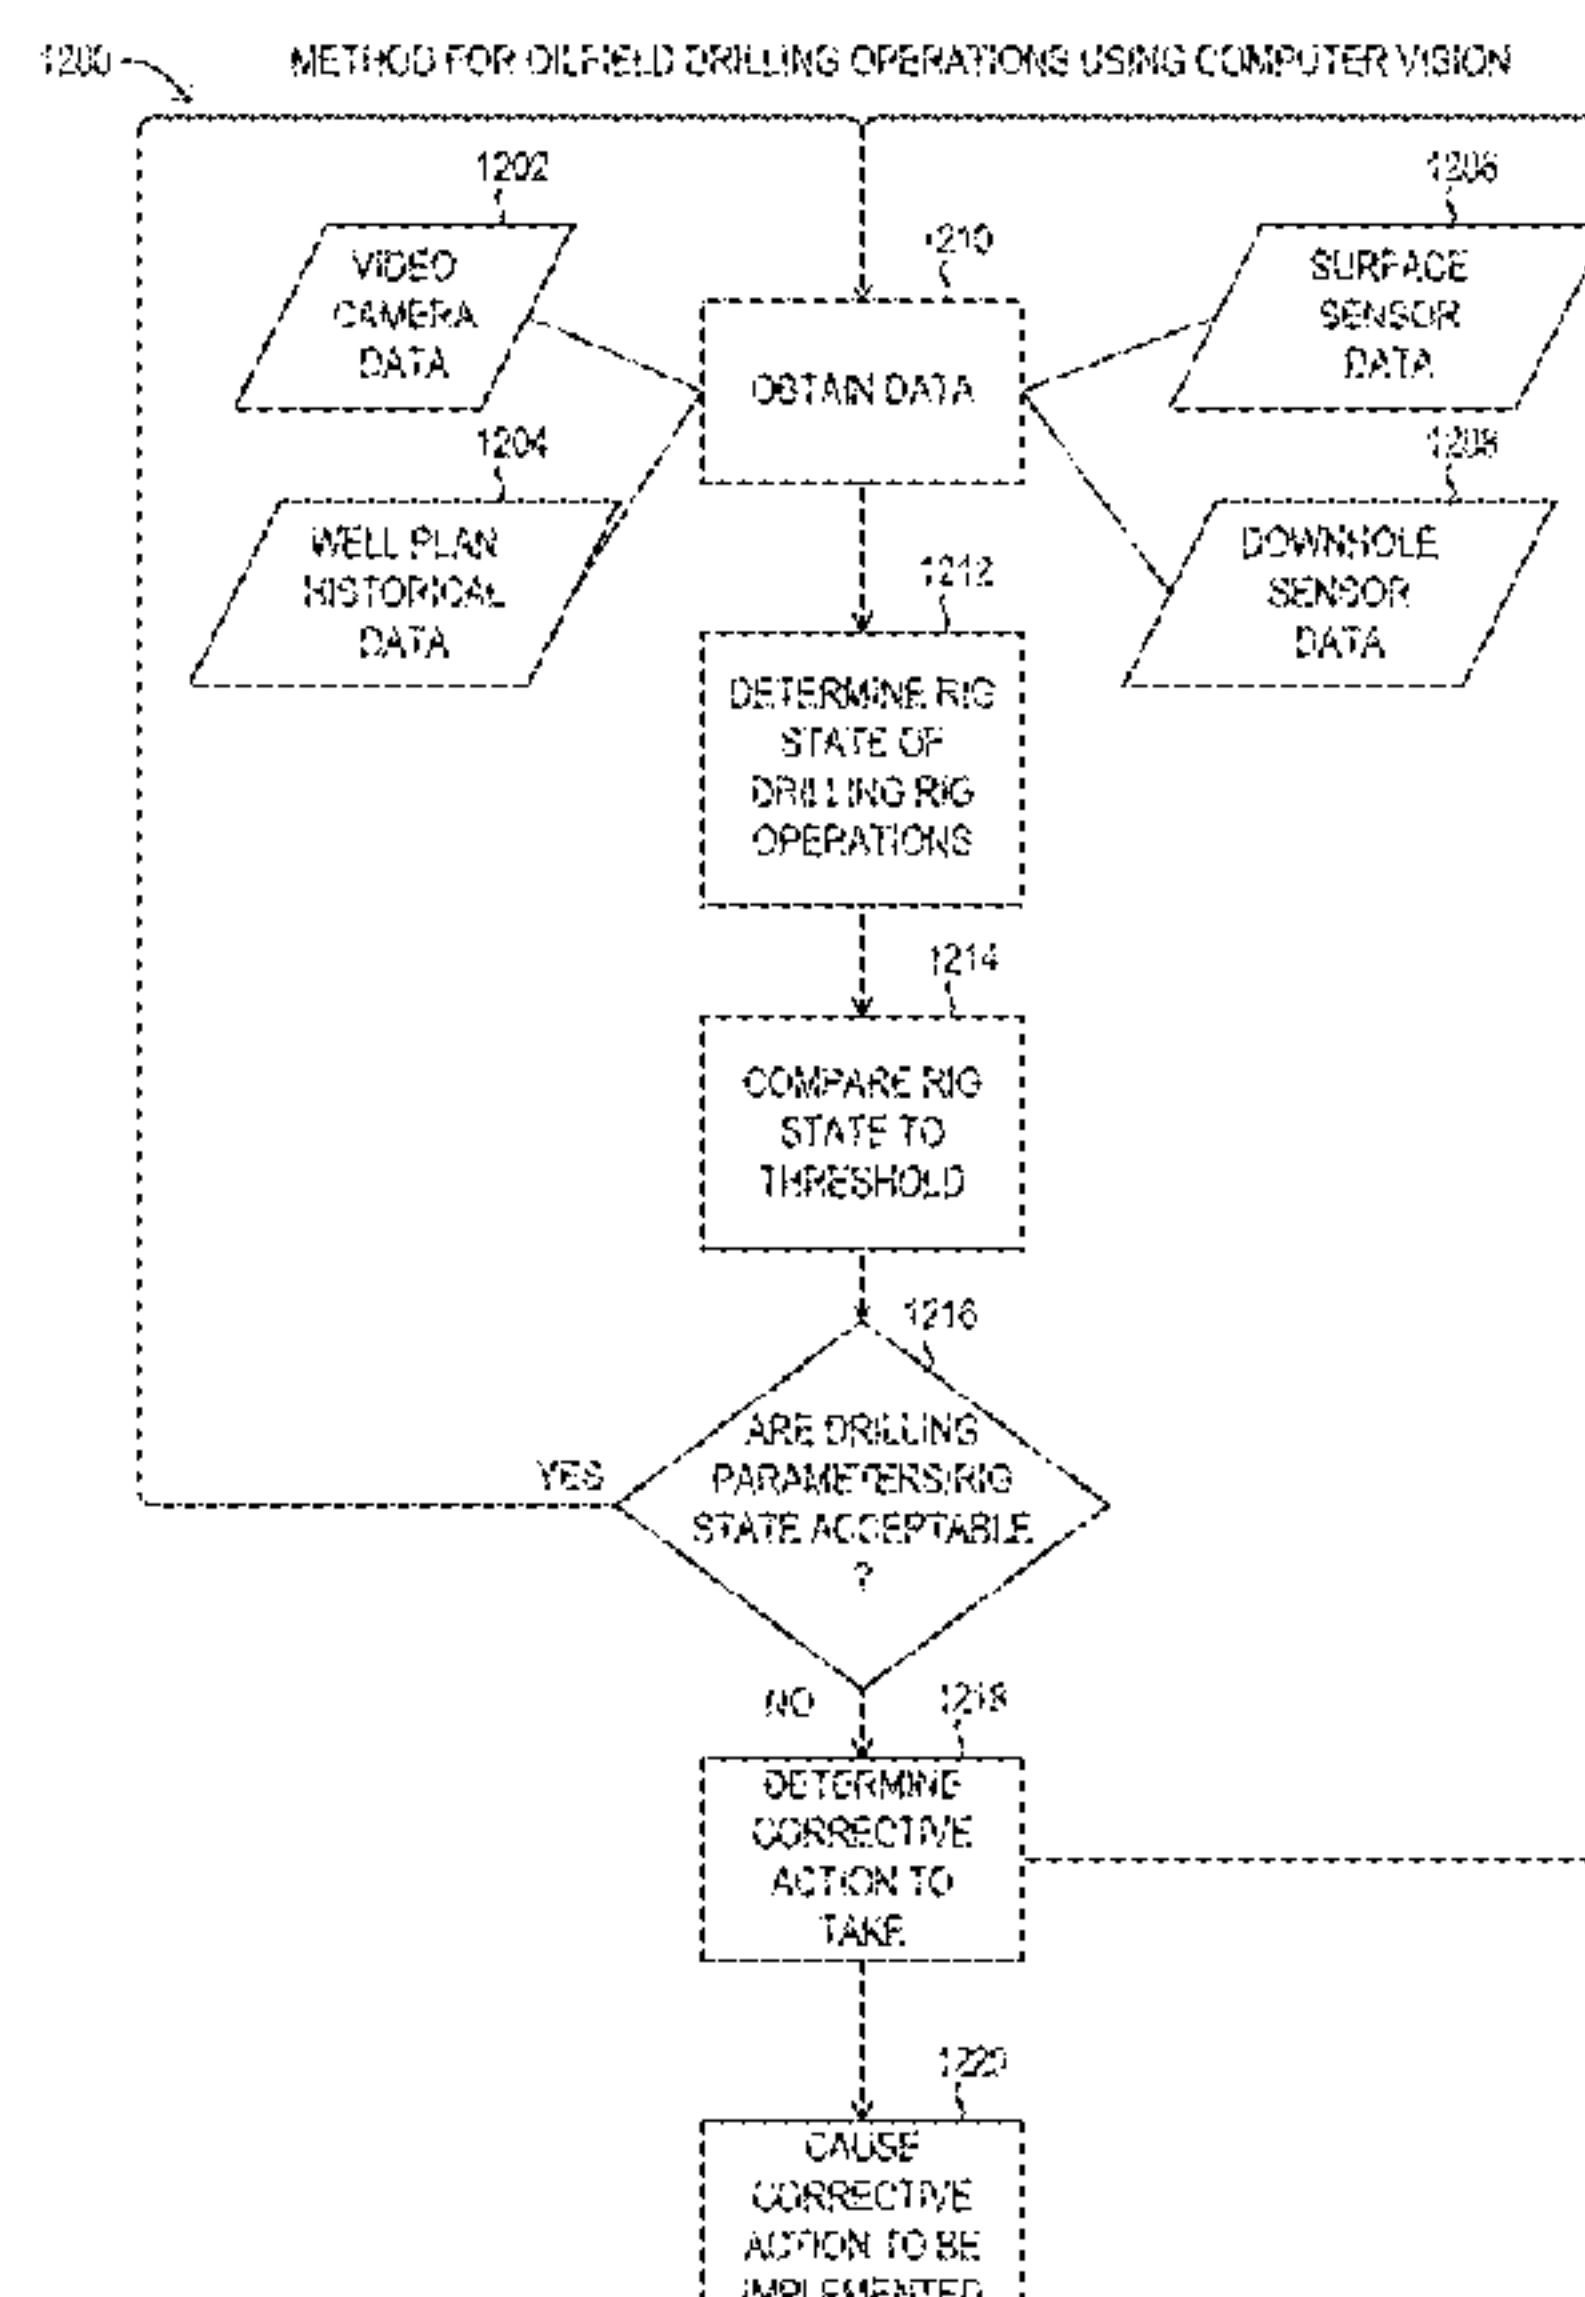 1200
METHOD FOR OILFIELD DRILLING OPERATIONS USING COMPUTER VISION
1202
VIDEO
CAMERA
DATA
1204
WELL PLAN
HISTORICAL
DATA
1210
OBTAIN DATA
1206
SURFACE
SENSOR
DATA
1208
DOWNHOLE
SENSOR
DATA
1212
DETERMINE RIG
STATE OF
DRILLING RIG
OPERATIONS
1214
COMPARE RIG
STATE TO
THRESHOLD
1216
ARE DRILLING
PARAMETERS/RIG
STATE ACCEPTABLE
?
YES
NO
1218
DETERMINE
CORRECTIVE
ACTION TO
TAKE
1220
CAUSE
CORRECTIVE
ACTION TO BE
IMPLEMENTED